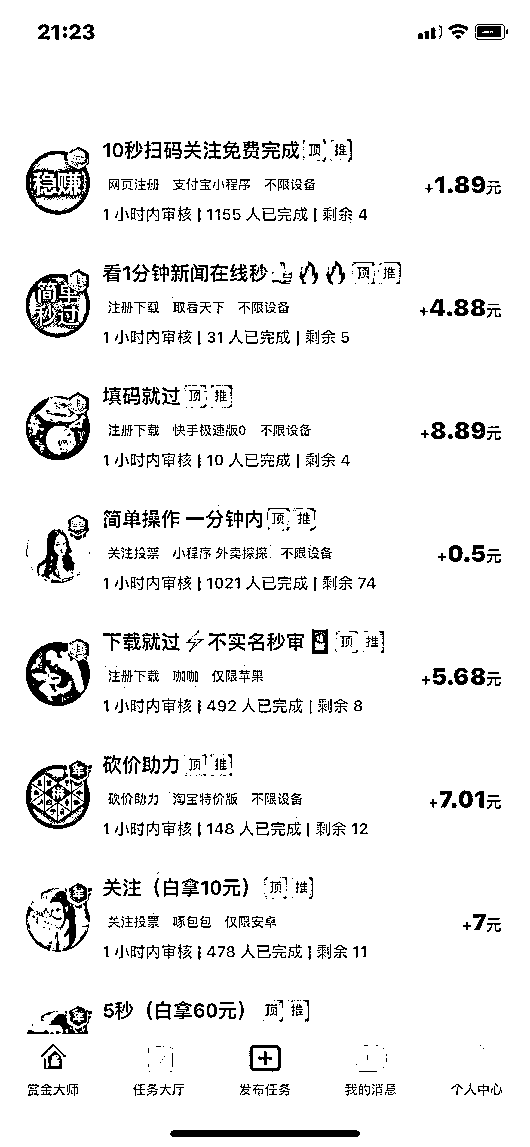 21:23
10秒扫码关注免费完成 顶 推
稳赚
网页注册 支付宝小程序 不限设备
+1.89元
1 小时内审核 | 1155 人已完成 | 剩余 4
看1分钟新闻在线秒 顶 推
简单秒过
注册下载 取看天下 不限设备
+4.88元
1 小时内审核 | 31 人已完成 | 剩余 5
填码就过 顶 推
注册下载 快手极速版0 不限设备
+8.89元
1 小时内审核 | 10 人已完成 | 剩余 4
简单操作 一分钟内 顶 推
关注投票 小程序 外卖探探 不限设备
+0.5元
1 小时内审核 | 1021 人已完成 | 剩余 74
下载就过⚡不实名秒审 顶 推
注册下载 咖咖 仅限苹果
+5.68元
1 小时内审核 | 492 人已完成 | 剩余 8
砍价助力 顶 推
砍价助力 淘宝特价版 不限设备
+7.01元
1 小时内审核 | 148 人已完成 | 剩余 12
关注（白拿10元） 顶 推
关注投票 啄包包 仅限安卓
+7元
1 小时内审核 | 478 人已完成 | 剩余 11
5秒（白拿60元） 顶 推
赏金大师 任务大厅 发布任务 我的消息 个人中心